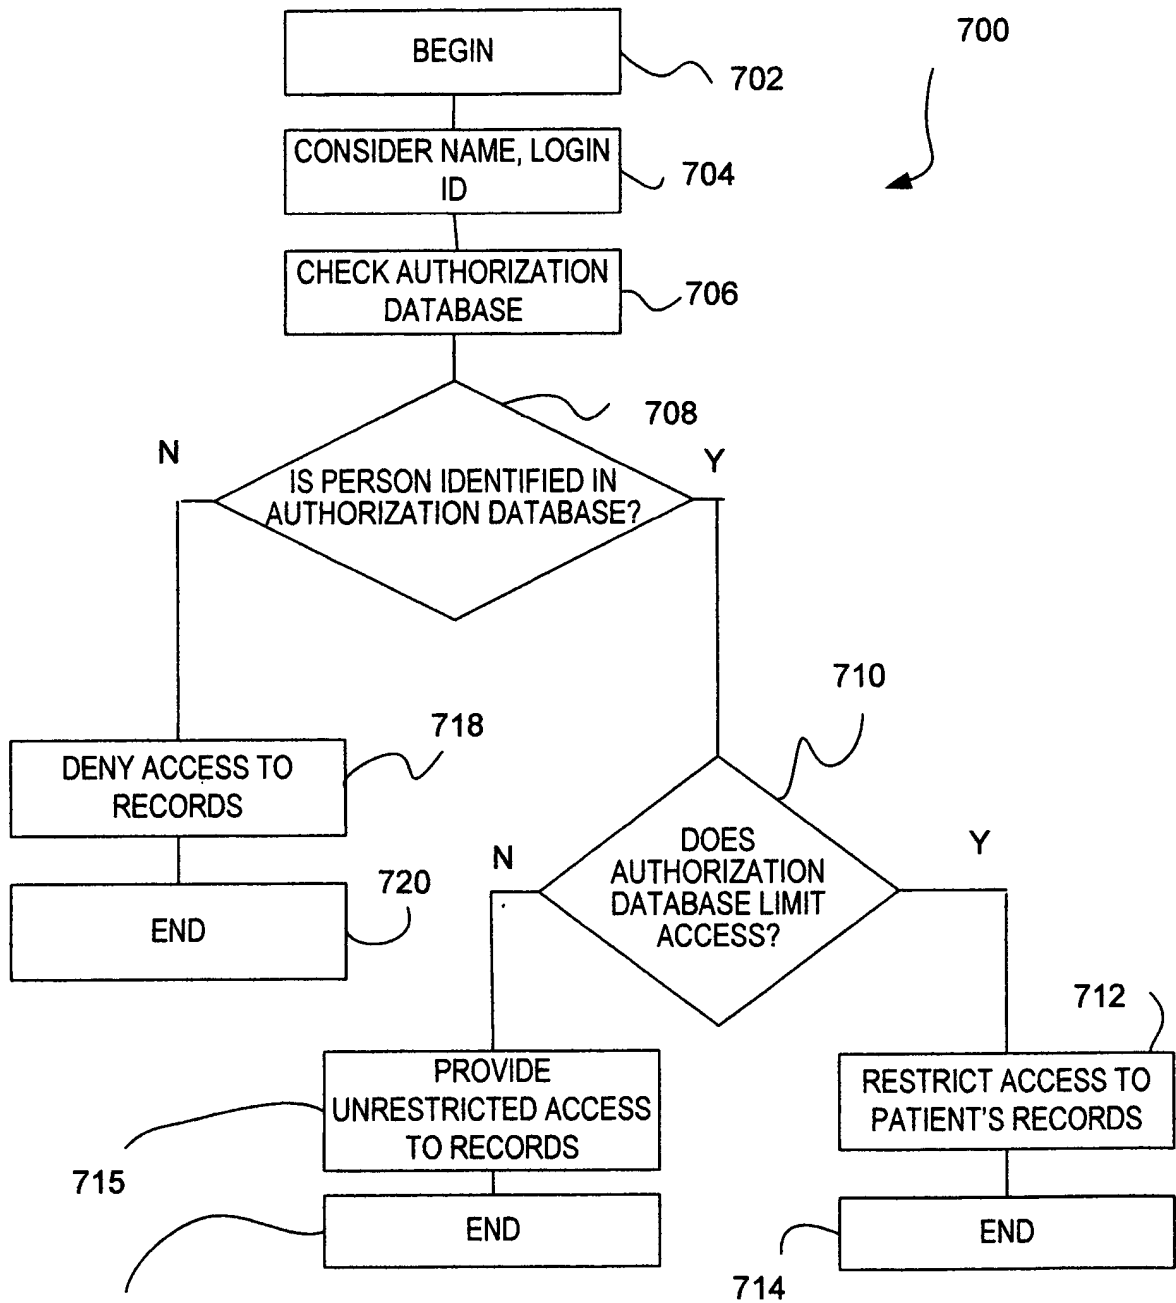 BEGIN
700
702
CONSIDER NAME, LOGIN
ID
704
CHECK AUTHORIZATION
DATABASE
706
708
N
Y
IS PERSON IDENTIFIED IN
AUTHORIZATION DATABASE?
710
718
DENY ACCESS TO
RECORDS
N
Y
DOES
AUTHORIZATION
DATABASE LIMIT
ACCESS?
720
END
712
PROVIDE
UNRESTRICTED ACCESS
TO RECORDS
RESTRICT ACCESS TO
PATIENT'S RECORDS
715
END
END
714